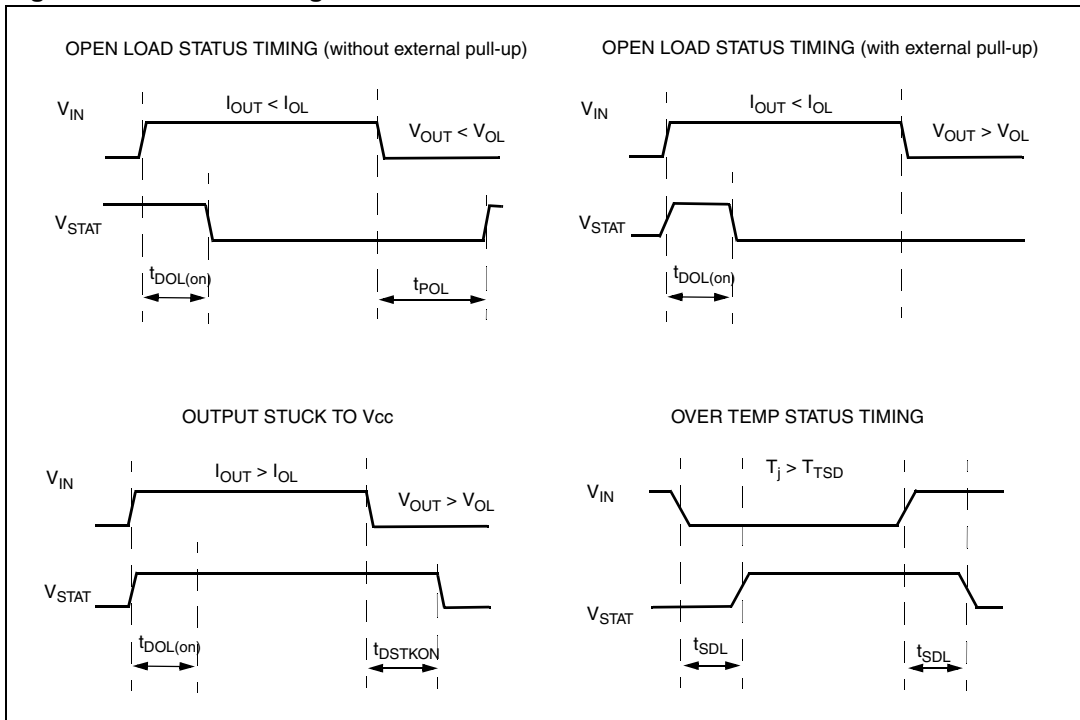 OPEN LOAD STATUS TIMING (without external pull-up)
V_IN
I_OUT < I_OL
V_OUT < V_OL
V_STAT
t_DOL(on)
t_POL
OPEN LOAD STATUS TIMING (with external pull-up)
V_IN
I_OUT < I_OL
V_OUT > V_OL
V_STAT
t_DOL(on)
OUTPUT STUCK TO Vcc
V_IN
I_OUT > I_OL
V_OUT > V_OL
V_STAT
t_DOL(on)
t_DSTKON
OVER TEMP STATUS TIMING
V_IN
T_j > T_TSD
V_STAT
t_SDL
t_SDL